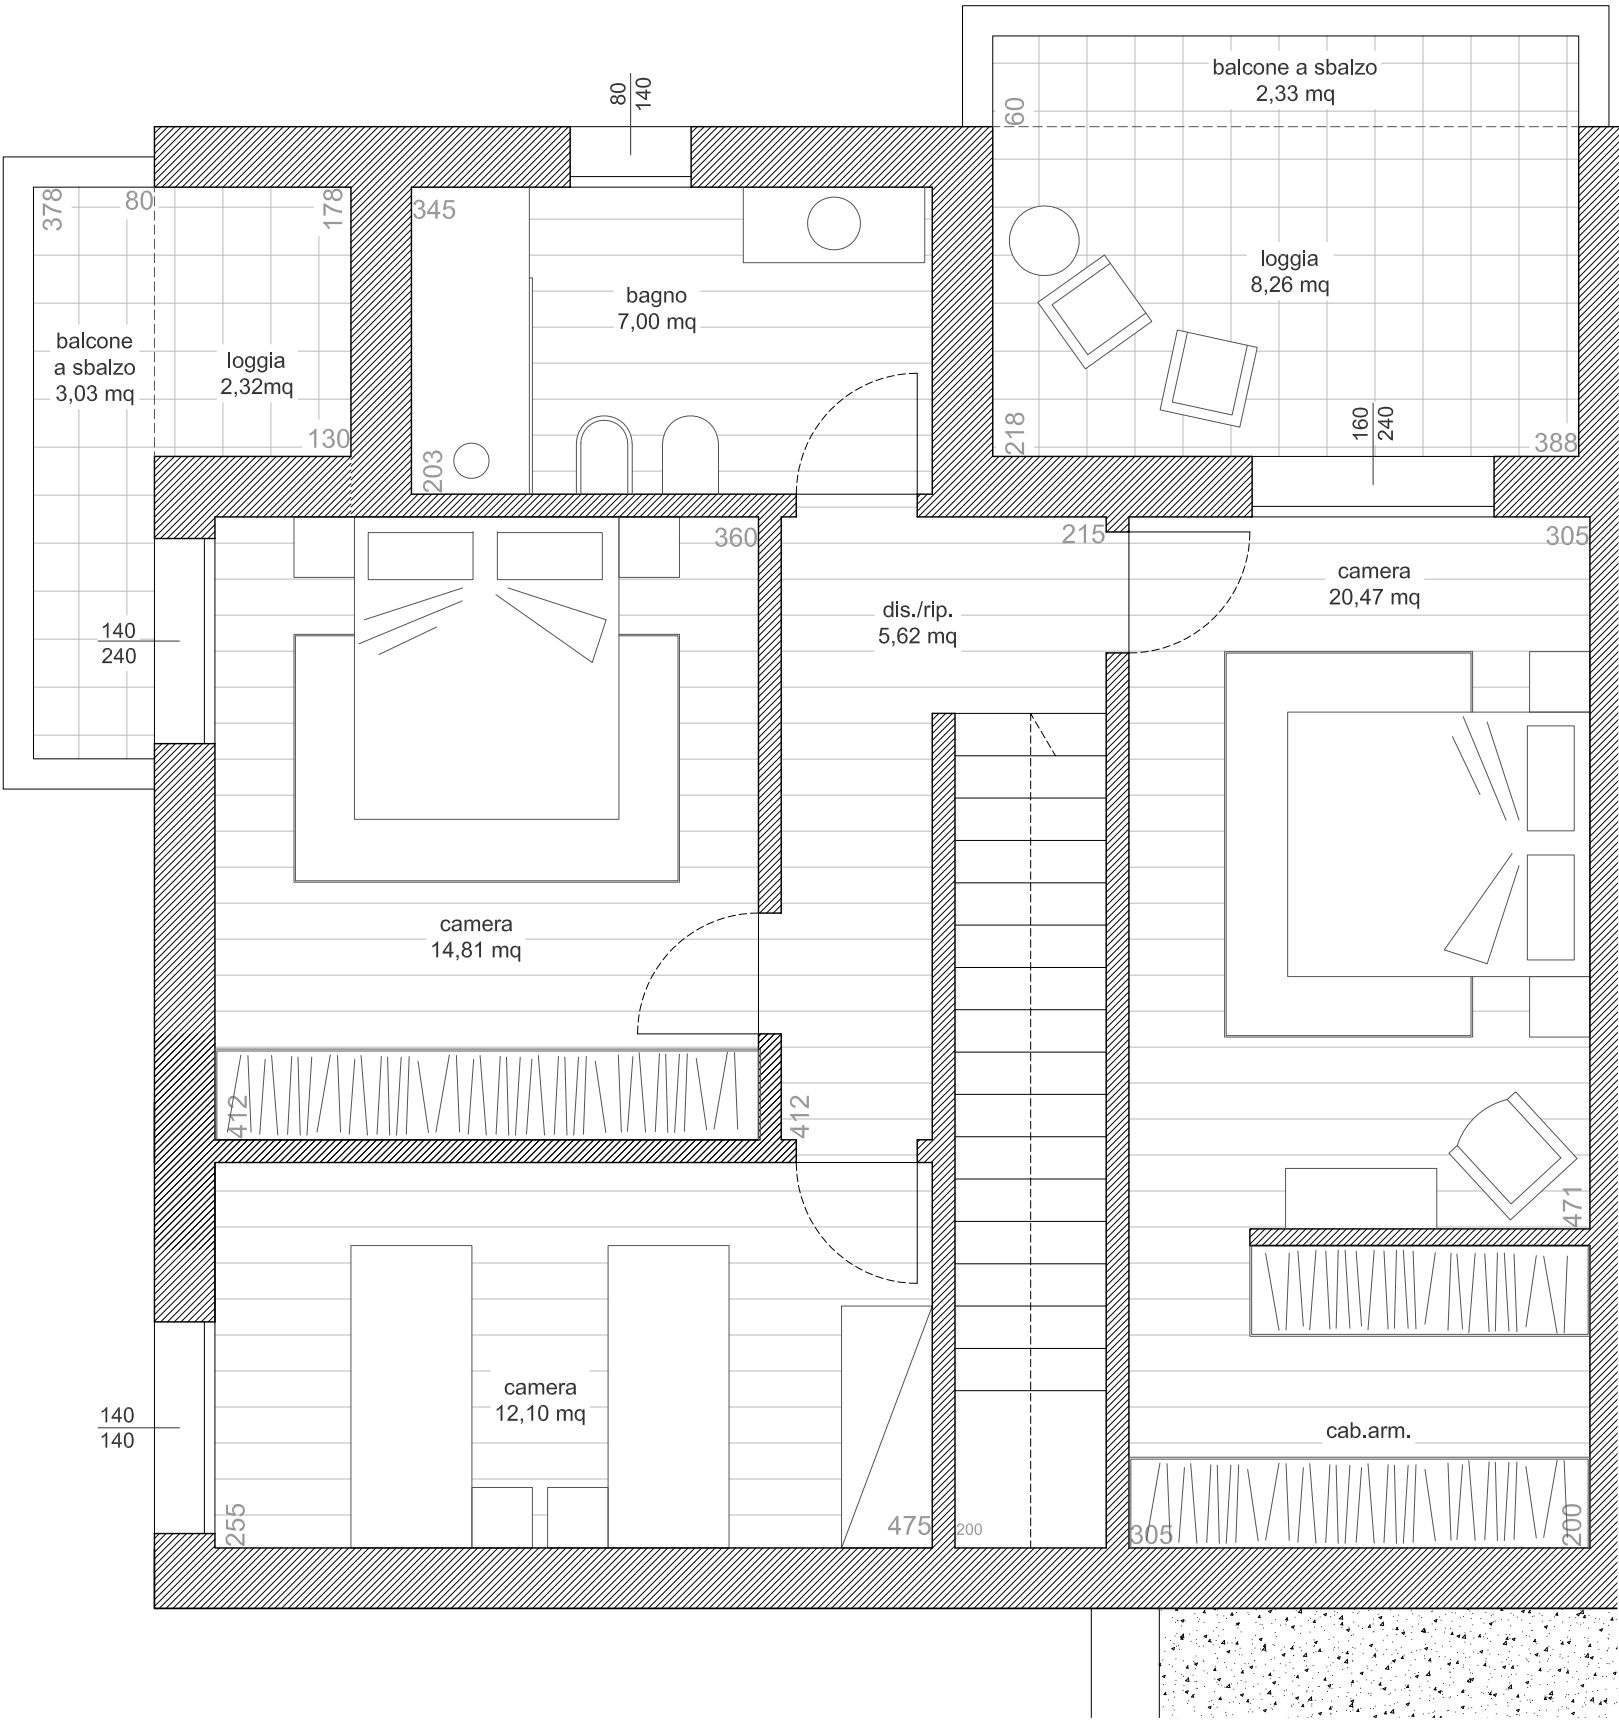 balcone a sbalzo
2,33 mq
60
80
140
378
80
178
345
bagno
7,00 mq
loggia
8,26 mq
balcone
a sbalzo
3,03 mq
loggia
2,32mq
130
203
218
160
240
388
360
215
305
camera
20,47 mq
dis./rip.
5,62 mq
140
240
camera
14,81 mq
412
412
471
camera
12,10 mq
140
140
cab.arm.
255
475
200
305
200